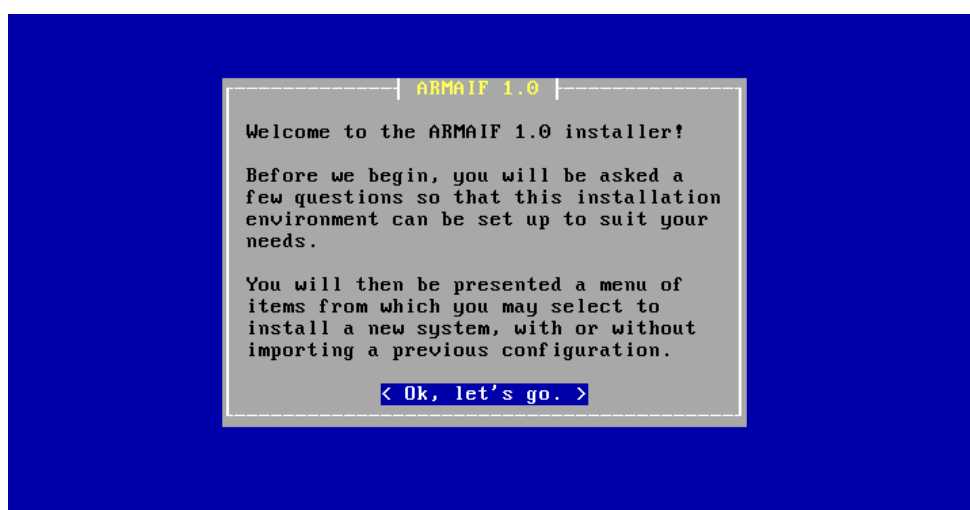 ARMAIF 1.0
Welcome to the ARMAIF 1.0 installer!
Before we begin, you will be asked a
few questions so that this installation
environment can be set up to suit your
needs.
You will then be presented a menu of
items from which you may select to
install a new system, with or without
importing a previous configuration.
< Ok, let's go. >